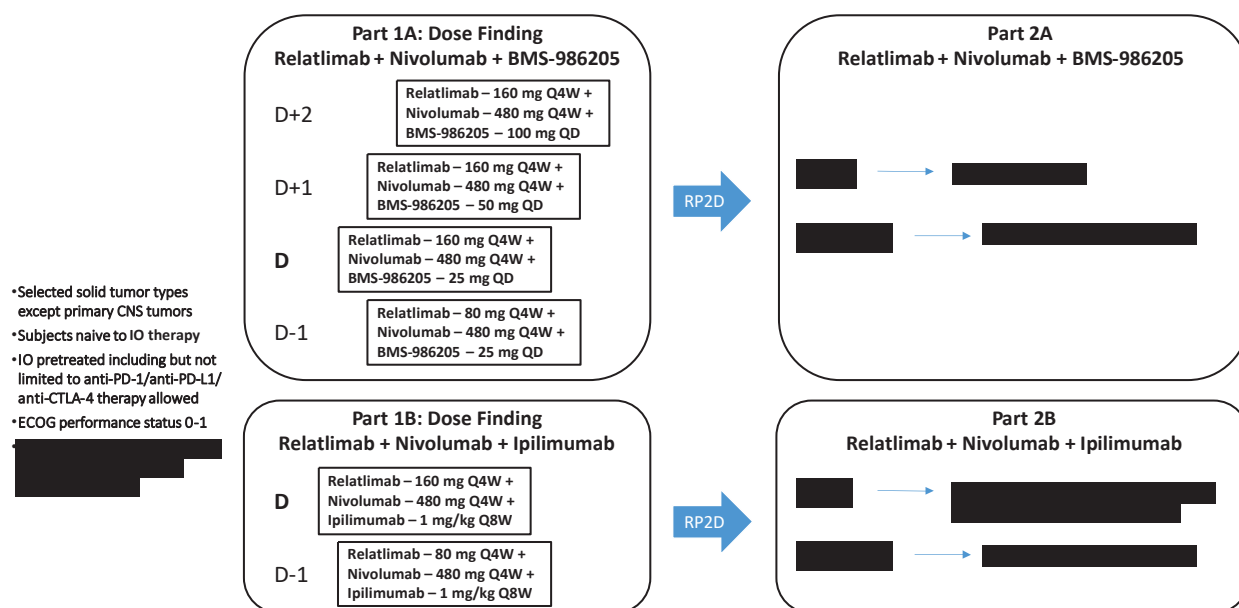 •Selected solid tumor types
except primary CNS tumors
•Subjects naive to IO therapy
•IO pretreated including but not
limited to anti-PD-1/anti-PD-L1/
anti-CTLA-4 therapy allowed
•ECOG performance status 0-1
•
Part 1A: Dose Finding
Relatlimab + Nivolumab + BMS-986205
D+2
Relatlimab – 160 mg Q4W +
Nivolumab – 480 mg Q4W +
BMS-986205 – 100 mg QD
D+1
Relatlimab – 160 mg Q4W +
Nivolumab – 480 mg Q4W +
BMS-986205 – 50 mg QD
D
Relatlimab – 160 mg Q4W +
Nivolumab – 480 mg Q4W +
BMS-986205 – 25 mg QD
D-1
Relatlimab – 80 mg Q4W +
Nivolumab – 480 mg Q4W +
BMS-986205 – 25 mg QD
RP2D
Part 2A
Relatlimab + Nivolumab + BMS-986205
Part 1B: Dose Finding
Relatlimab + Nivolumab + Ipilimumab
D
Relatlimab – 160 mg Q4W +
Nivolumab – 480 mg Q4W +
Ipilimumab – 1 mg/kg Q8W
D-1
Relatlimab – 80 mg Q4W +
Nivolumab – 480 mg Q4W +
Ipilimumab – 1 mg/kg Q8W
RP2D
Part 2B
Relatlimab + Nivolumab + Ipilimumab